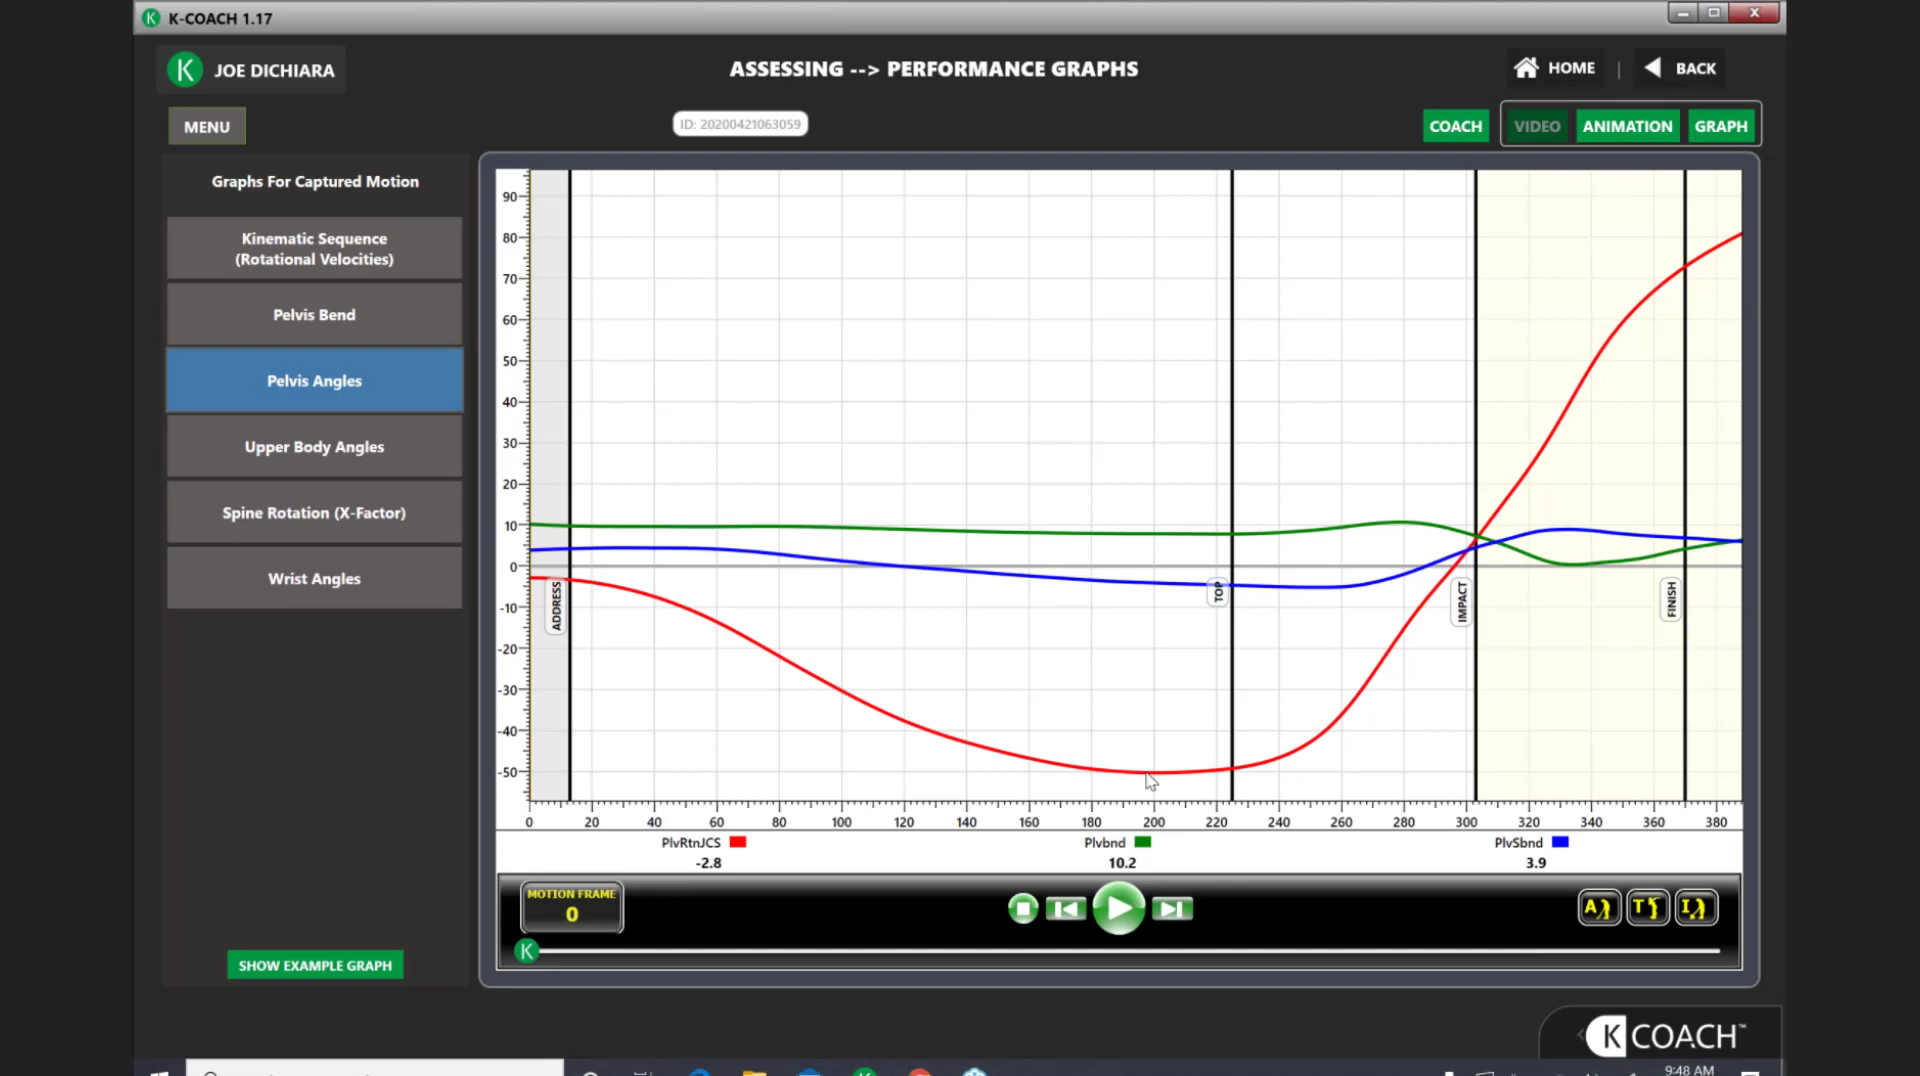 K K-COACH 1.17
K JOE DICHIARA
ASSESSING --> PERFORMANCE GRAPHS
HOME | BACK
MENU
ID: 20200421063059
COACH VIDEO ANIMATION GRAPH
Graphs For Captured Motion
Kinematic Sequence
(Rotational Velocities)
Pelvis Bend
Pelvis Angles
Upper Body Angles
Spine Rotation (X-Factor)
Wrist Angles
SHOW EXAMPLE GRAPH
90
80
70
60
50
40
30
20
10
0
-10
-20
-30
-40
-50
ADDRESS
TOP
IMPACT
FINISH
0 20 40 60 80 100 120 140 160 180 200 220 240 260 280 300 320 340 360 380
PlvRtnJCS Plvbnd PlvSbnd
-2.8 10.2 3.9
MOTION FRAME
0
A T I
K
K COACH™
9:48 AM